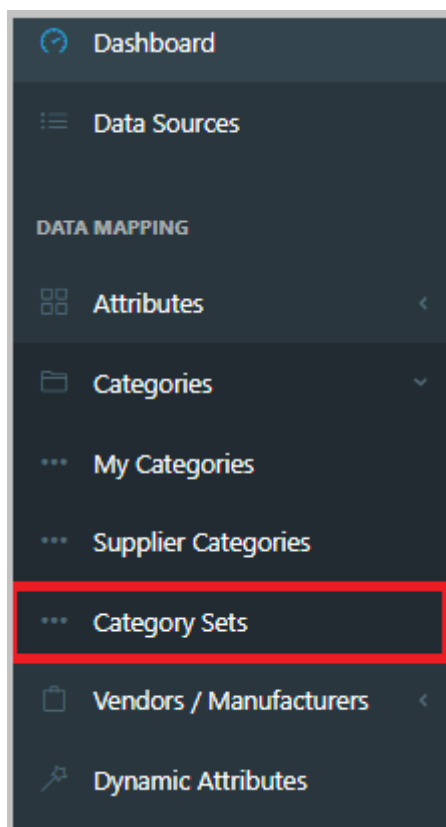 Dashboard
Data Sources
DATA MAPPING
Attributes
Categories
My Categories
Supplier Categories
Category Sets
Vendors / Manufacturers
Dynamic Attributes